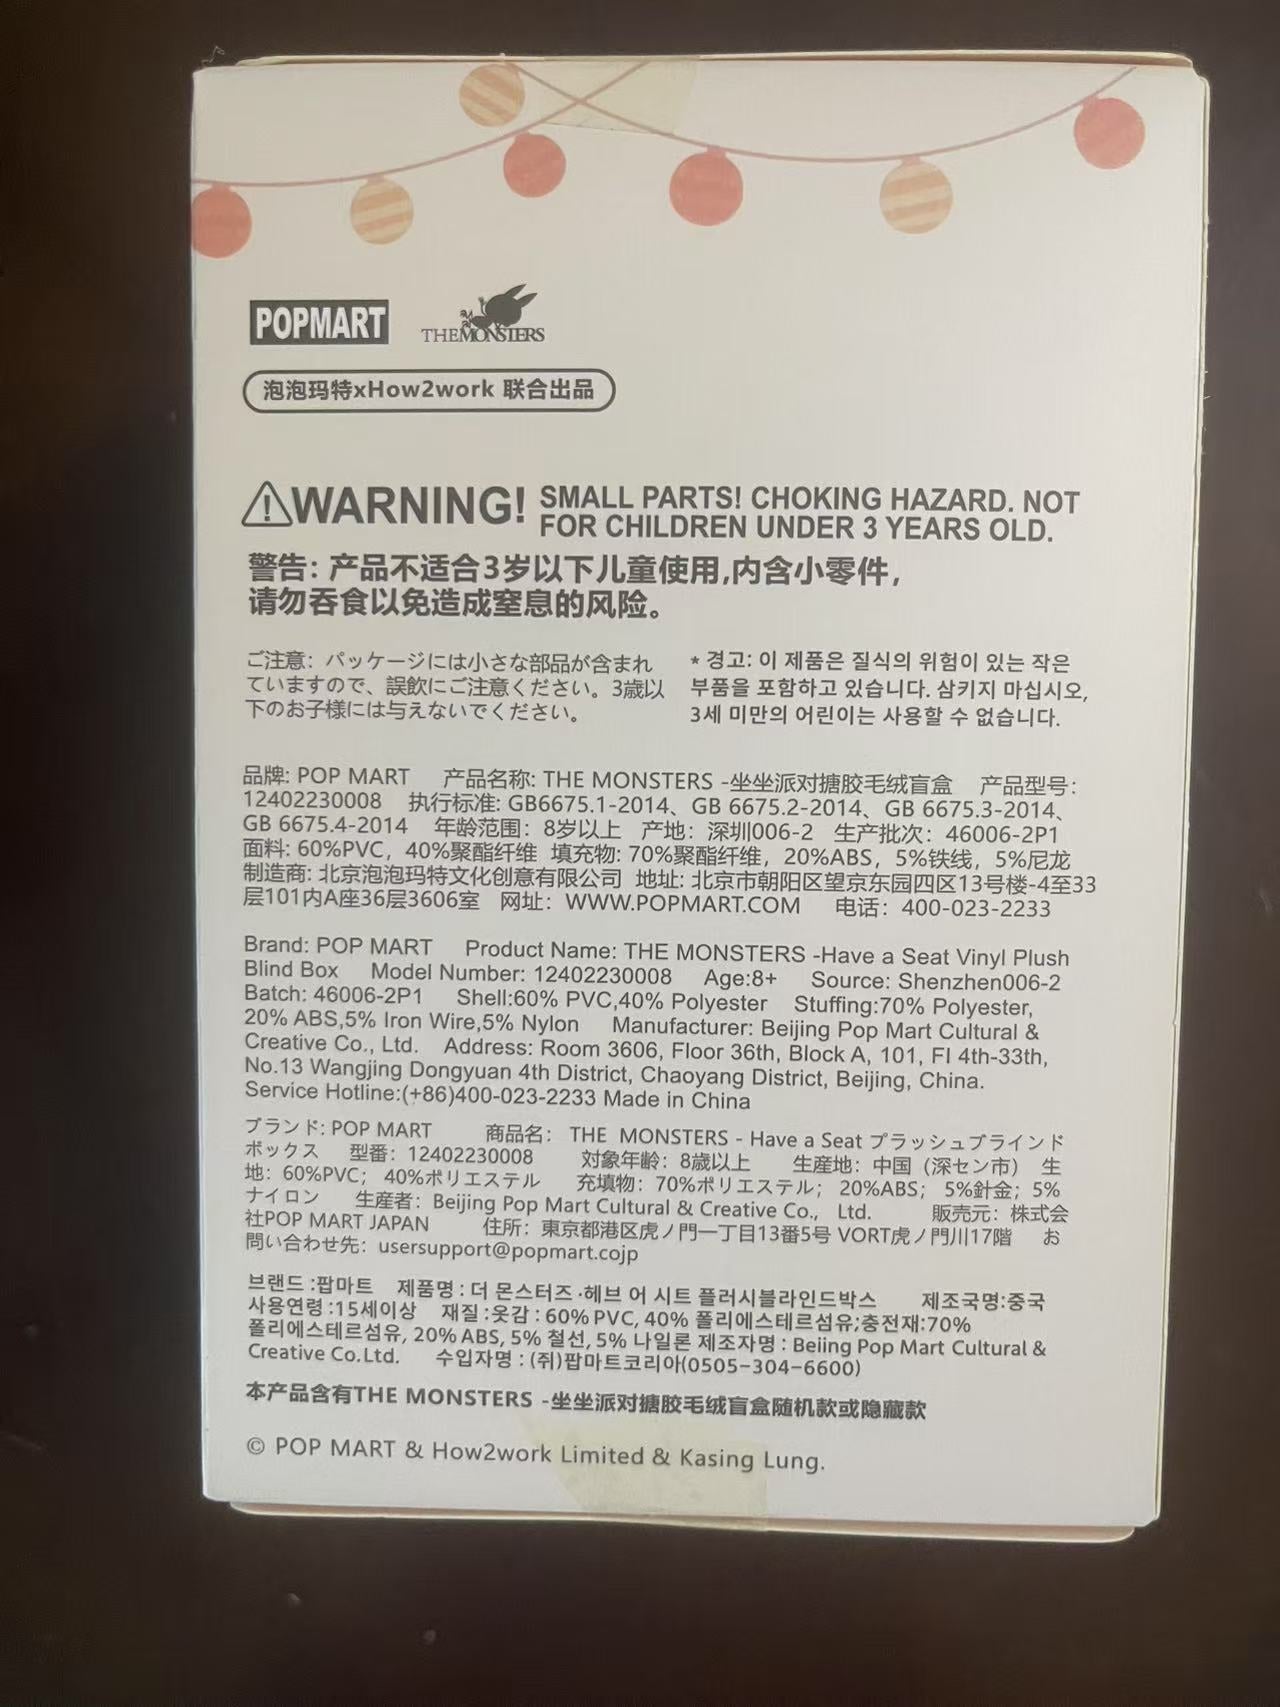 POPMART THE MONSTERS
泡泡玛特xHow2work 联合出品
WARNING! SMALL PARTS! CHOKING HAZARD. NOT
FOR CHILDREN UNDER 3 YEARS OLD.
警告: 产品不适合3岁以下儿童使用,内含小零件,
请勿吞食以免造成窒息的风险。
ご注意：パッケージには小さな部品が含まれ
ていますので、誤飲にご注意ください。3歳以
下のお子様には与えないでください。
* 경고: 이 제품은 질식의 위험이 있는 작은
부품을 포함하고 있습니다. 삼키지 마십시오,
3세 미만의 어린이는 사용할 수 없습니다.
品牌: POP MART 产品名称: THE MONSTERS -坐坐派对搪胶毛绒盲盒 产品型号:
12402230008 执行标准: GB6675.1-2014、GB 6675.2-2014、GB 6675.3-2014、
GB 6675.4-2014 年龄范围：8岁以上 产地：深圳006-2 生产批次：46006-2P1
面料: 60%PVC，40%聚酯纤维 填充物: 70%聚酯纤维，20%ABS，5%铁线，5%尼龙
制造商: 北京泡泡玛特文化创意有限公司 地址: 北京市朝阳区望京东园四区13号楼-4至33
层101内A座36层3606室 网址：WWW.POPMART.COM 电话：400-023-2233
Brand: POP MART Product Name: THE MONSTERS -Have a Seat Vinyl Plush
Blind Box Model Number: 12402230008 Age:8+ Source: Shenzhen006-2
Batch: 46006-2P1 Shell:60% PVC,40% Polyester Stuffing:70% Polyester,
20% ABS,5% Iron Wire,5% Nylon Manufacturer: Beijing Pop Mart Cultural &
Creative Co., Ltd. Address: Room 3606, Floor 36th, Block A, 101, FI 4th-33th,
No.13 Wangjing Dongyuan 4th District, Chaoyang District, Beijing, China.
Service Hotline:(+86)400-023-2233 Made in China
ブランド: POP MART 商品名： THE MONSTERS - Have a Seat プラッシュブラインド
ボックス 型番：12402230008 対象年齢：8歳以上 生産地：中国（深セン市） 生
地：60%PVC； 40%ポリエステル 充填物：70%ポリエステル； 20%ABS； 5%針金；5%
ナイロン 生産者：Beijing Pop Mart Cultural & Creative Co., Ltd. 販売元：株式会
社POP MART JAPAN 住所：東京都港区虎ノ門一丁目13番5号 VORT虎ノ門川17階 お
問い合わせ先：usersupport@popmart.cojp
브랜드 :팝마트 제품명 : 더 몬스터즈 ·헤브 어 시트 플러시블라인드박스 제조국명:중국
사용연령 :15세이상 재질 :옷감 : 60% PVC, 40% 폴리에스테르섬유;충전재:70%
폴리에스테르섬유, 20% ABS, 5% 철선, 5% 나일론 제조자명 : Beiing Pop Mart Cultural &
Creative Co.Ltd. 수입자명 : (쥐)팝마트코리아(0505-304-6600)
本产品含有THE MONSTERS -坐坐派对搪胶毛绒盲盒随机款或隐藏款
© POP MART & How2work Limited & Kasing Lung.